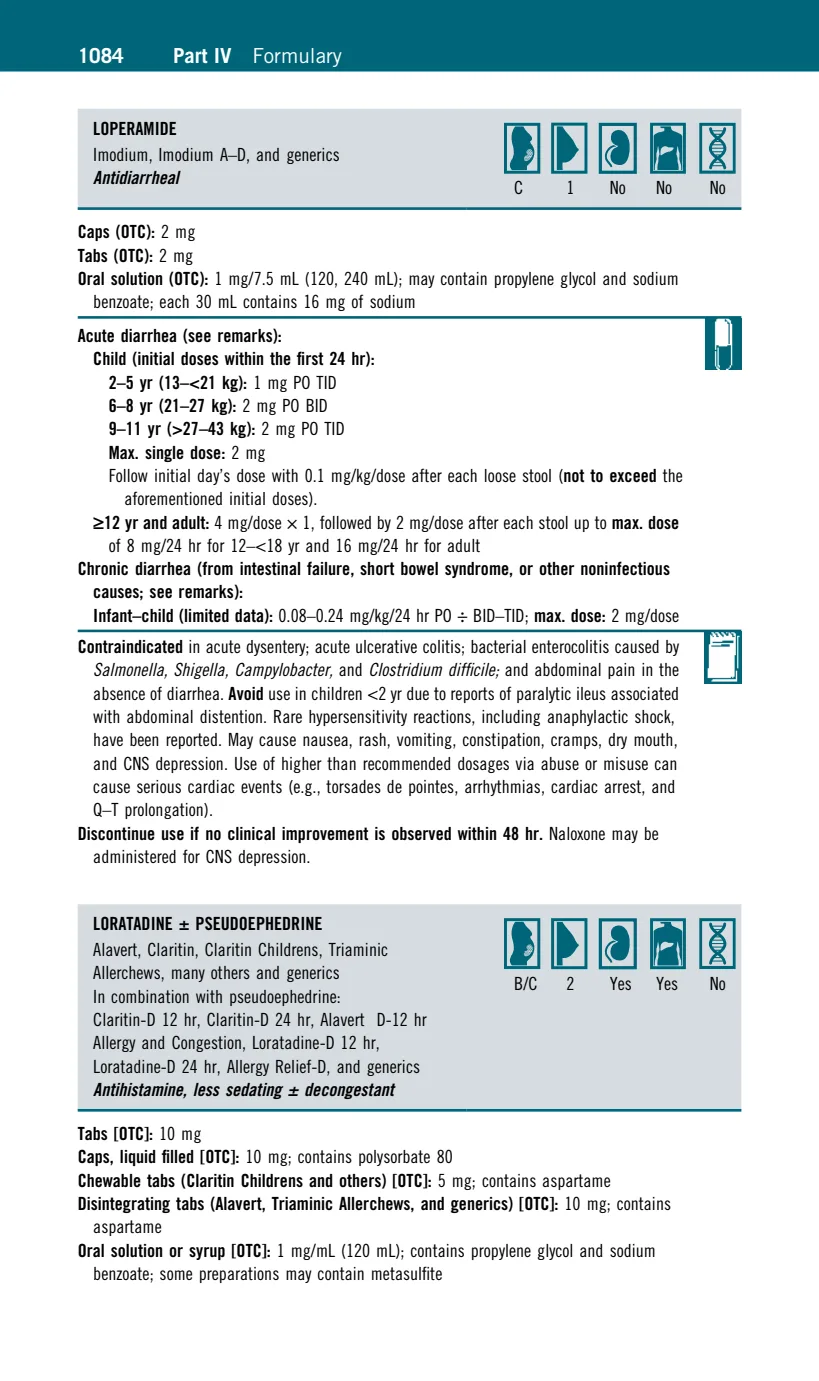 1084 Part IV Formulary
LOPERAMIDE
Imodium, Imodium A–D, and generics
Antidiarrheal
C 1 No No No
Caps (OTC): 2 mg
Tabs (OTC): 2 mg
Oral solution (OTC): 1 mg/7.5 mL (120, 240 mL); may contain propylene glycol and sodium
benzoate; each 30 mL contains 16 mg of sodium
Acute diarrhea (see remarks):
Child (initial doses within the first 24 hr):
2–5 yr (13–<21 kg): 1 mg PO TID
6–8 yr (21–27 kg): 2 mg PO BID
9–11 yr (>27–43 kg): 2 mg PO TID
Max. single dose: 2 mg
Follow initial day's dose with 0.1 mg/kg/dose after each loose stool (not to exceed the
aforementioned initial doses).
≥12 yr and adult: 4 mg/dose × 1, followed by 2 mg/dose after each stool up to max. dose
of 8 mg/24 hr for 12–<18 yr and 16 mg/24 hr for adult
Chronic diarrhea (from intestinal failure, short bowel syndrome, or other noninfectious
causes; see remarks):
Infant–child (limited data): 0.08–0.24 mg/kg/24 hr PO ÷ BID–TID; max. dose: 2 mg/dose
Contraindicated in acute dysentery; acute ulcerative colitis; bacterial enterocolitis caused by
Salmonella, Shigella, Campylobacter, and Clostridium difficile; and abdominal pain in the
absence of diarrhea. Avoid use in children <2 yr due to reports of paralytic ileus associated
with abdominal distention. Rare hypersensitivity reactions, including anaphylactic shock,
have been reported. May cause nausea, rash, vomiting, constipation, cramps, dry mouth,
and CNS depression. Use of higher than recommended dosages via abuse or misuse can
cause serious cardiac events (e.g., torsades de pointes, arrhythmias, cardiac arrest, and
Q–T prolongation).
Discontinue use if no clinical improvement is observed within 48 hr. Naloxone may be
administered for CNS depression.
LORATADINE ± PSEUDOEPHEDRINE
Alavert, Claritin, Claritin Childrens, Triaminic
Allerchews, many others and generics
In combination with pseudoephedrine:
Claritin-D 12 hr, Claritin-D 24 hr, Alavert D-12 hr
Allergy and Congestion, Loratadine-D 12 hr,
Loratadine-D 24 hr, Allergy Relief-D, and generics
Antihistamine, less sedating ± decongestant
B/C 2 Yes Yes No
Tabs [OTC]: 10 mg
Caps, liquid filled [OTC]: 10 mg; contains polysorbate 80
Chewable tabs (Claritin Childrens and others) [OTC]: 5 mg; contains aspartame
Disintegrating tabs (Alavert, Triaminic Allerchews, and generics) [OTC]: 10 mg; contains
aspartame
Oral solution or syrup [OTC]: 1 mg/mL (120 mL); contains propylene glycol and sodium
benzoate; some preparations may contain metasulfite